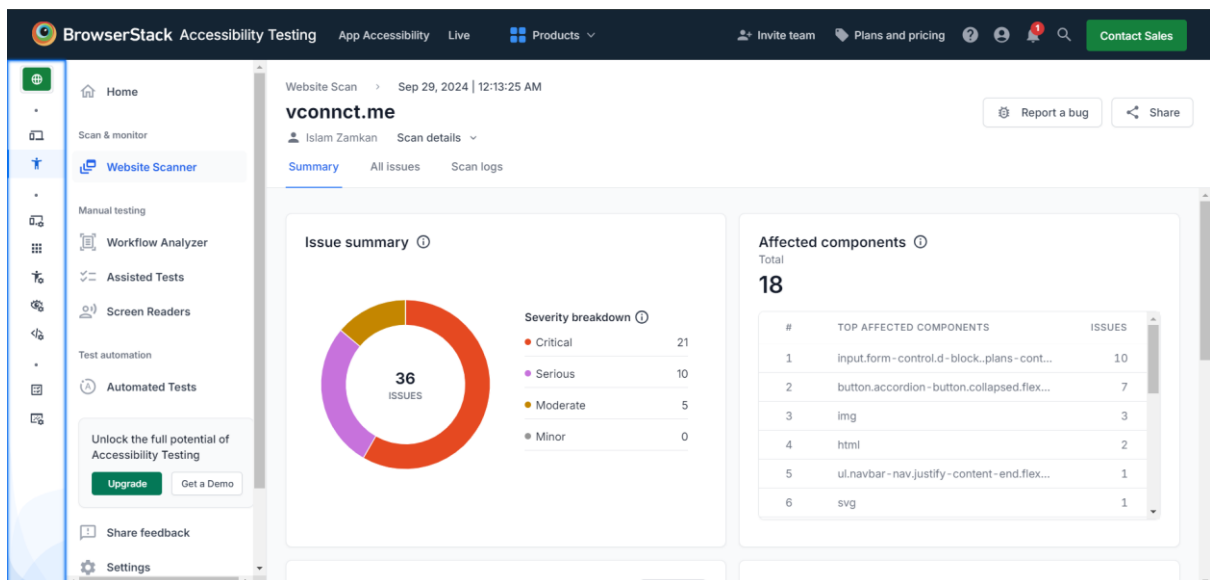 BrowserStack Accessibility Testing App Accessibility Live Products Invite team Plans and pricing 1 Contact Sales
Home
Scan & monitor
Website Scanner
Manual testing
Workflow Analyzer
Assisted Tests
Screen Readers
Test automation
Automated Tests
Unlock the full potential of
Accessibility Testing
Upgrade Get a Demo
Share feedback
Settings
Website Scan > Sep 29, 2024 | 12:13:25 AM
vconnct.me
Islam Zamkan Scan details
Report a bug Share
Summary All issues Scan logs
Issue summary
36
ISSUES
Severity breakdown
Critical 21
Serious 10
Moderate 5
Minor 0
Affected components
Total
18
# TOP AFFECTED COMPONENTS ISSUES
1 input.form-control.d-block..plans-cont... 10
2 button.accordion-button.collapsed.flex... 7
3 img 3
4 html 2
5 ul.navbar-nav.justify-content-end.flex... 1
6 svg 1